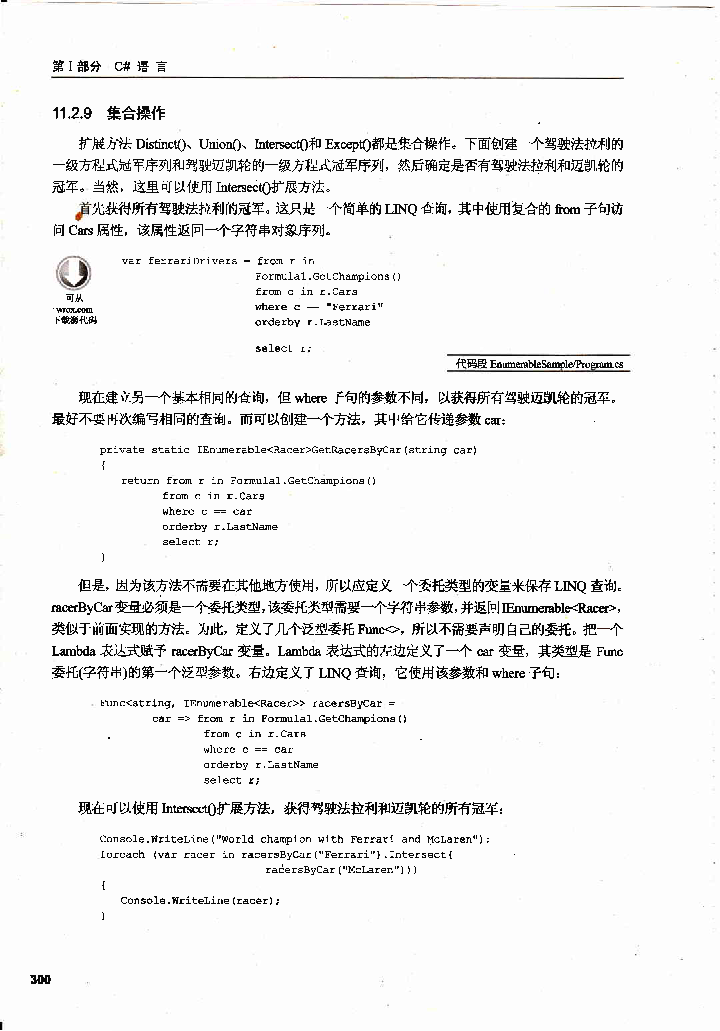 第 I 部分 C# 语 言
11.2.9 集合操作
扩展方法 Distinct()、Union()、Intersect()和 Except()都是集合操作。下面创建一个驾驶法拉利的
一级方程式冠军序列和驾驶迈凯轮的一级方程式冠军序列，然后确定是否有驾驶法拉利和迈凯轮的
冠军。当然，这里可以使用 Intersect()扩展方法。
首先获得所有驾驶法拉利的冠军。这只是一个简单的 LINQ 查询，其中使用复合的 from 子句访
问 Cars 属性，该属性返回一个字符串对象序列。
var ferrariDrivers = from r in
Formula1.GetChampions()
from c in r.Cars
where c == "Ferrari"
orderby r.LastName
select r;
可从
wrox.com
下载源代码
代码段 EnumerableSample/Program.cs
现在建立另一个基本相同的查询，但 where 子句的参数不同，以获得所有驾驶迈凯轮的冠军。
最好不要再次编写相同的查询。而可以创建一个方法，其中给它传递参数 car：
private static IEnumerable<Racer>GetRacersByCar(string car)
{
return from r in Formula1.GetChampions()
from c in r.Cars
where c == car
orderby r.LastName
select r;
}
但是，因为该方法不需要在其他地方使用，所以应定义一个委托类型的变量来保存 LINQ 查询。
racerByCar 变量必须是一个委托类型，该委托类型需要一个字符串参数，并返回 IEnumerable<Racer>，
类似于前面实现的方法。为此，定义了几个泛型委托 Func<>，所以不需要声明自己的委托。把一个
Lambda 表达式赋予 racerByCar 变量。Lambda 表达式的左边定义了一个 car 变量，其类型是 Func
委托(字符串)的第一个泛型参数。右边定义了 LINQ 查询，它使用该参数和 where 子句：
Func<string, IEnumerable<Racer>> racersByCar =
car => from r in Formula1.GetChampions()
from c in r.Cars
where c == car
orderby r.LastName
select r;
现在可以使用 Intersect()扩展方法，获得驾驶法拉利和迈凯轮的所有冠军：
Console.WriteLine("World champion with Ferrari and McLaren");
foreach (var racer in racersByCar("Ferrari").Intersect(
racersByCar("McLaren")))
{
Console.WriteLine(racer);
}
300